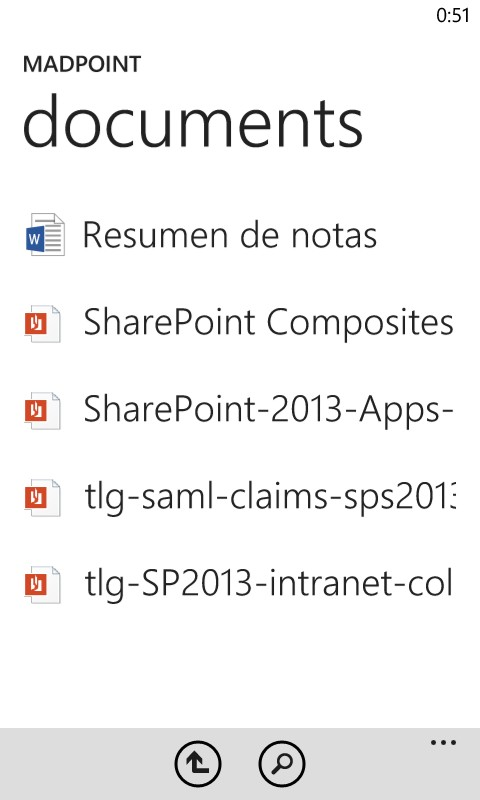 0:51
MADPOINT
documents
Resumen de notas
SharePoint Composites
SharePoint-2013-Apps-
tlg-saml-claims-sps2013
tlg-SP2013-intranet-col